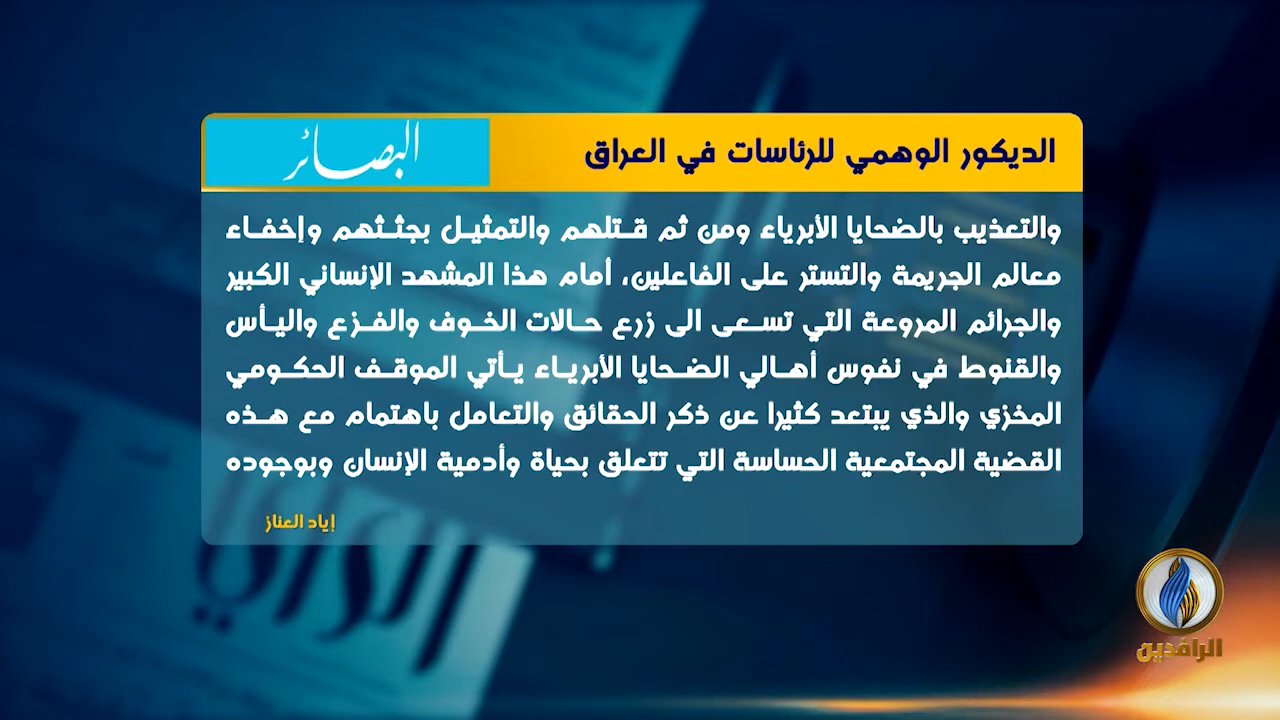 الديكور الوهمي للرئاسات في العراق
البصائر
والتعذيب بالضحايا الأبرياء ومن ثم قتلهم والتمثيل بجثثهم وإخفاء
معالم الجريمة والتستر على الفاعلين، أمام هذا المشهد الإنساني الكبير
والجرائم المروعة التي تسعى الى زرع حالات الخوف والفزع واليأس
والقنوط في نفوس أهالي الضحايا الأبرياء يأتي الموقف الحكومي
المخزي والذي يبتعد كثيرا عن ذكر الحقائق والتعامل باهتمام مع هذه
القضية المجتمعية الحساسة التي تتعلق بحياة وأدمية الإنسان وبوجوده
إياد العناز
الرأي
الرافدين